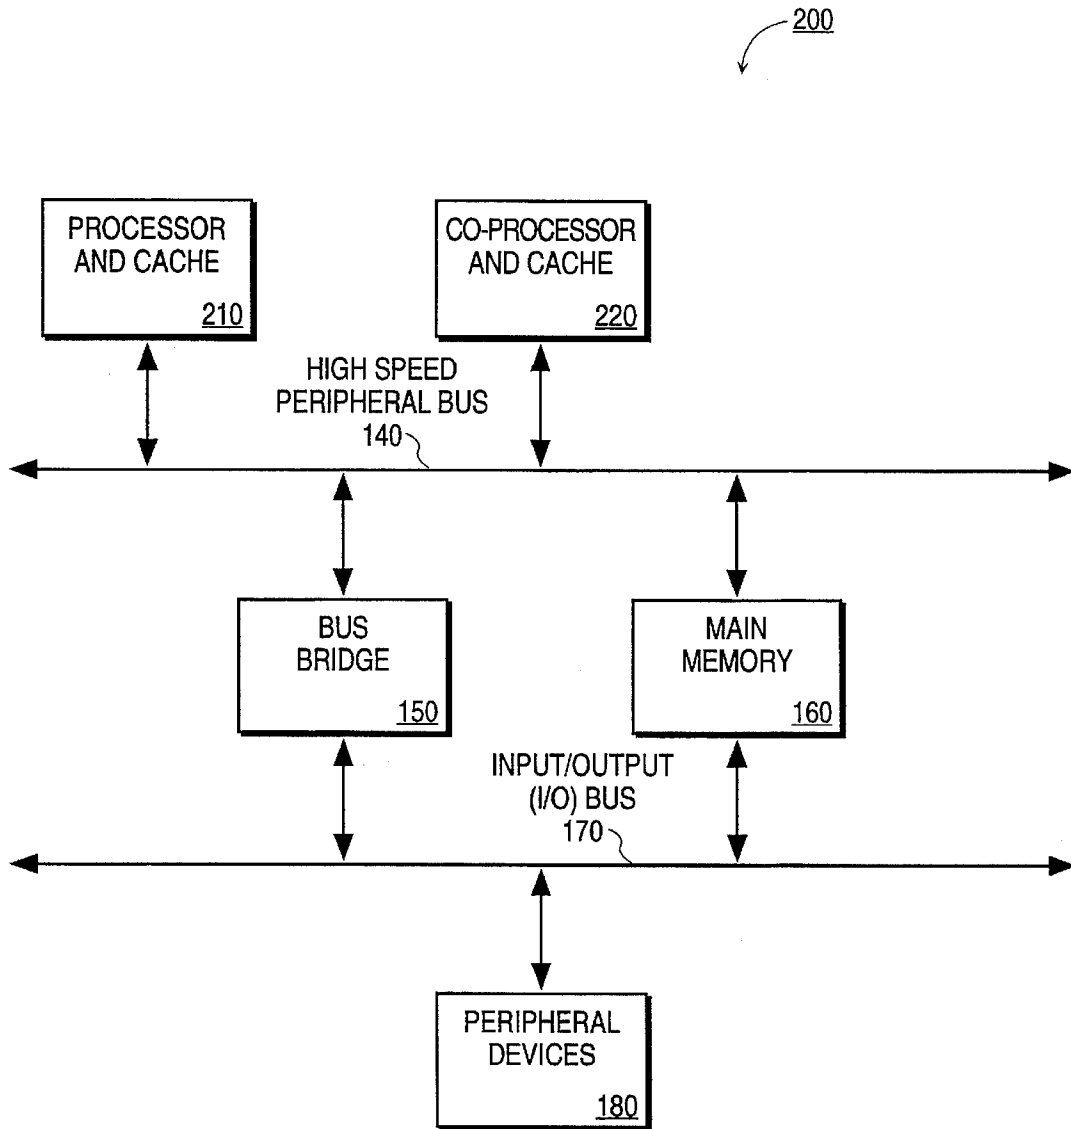 200
PROCESSOR
AND CACHE
210
CO-PROCESSOR
AND CACHE
220
HIGH SPEED
PERIPHERAL BUS
140
BUS
BRIDGE
150
MAIN
MEMORY
160
INPUT/OUTPUT
(I/O) BUS
170
PERIPHERAL
DEVICES
180